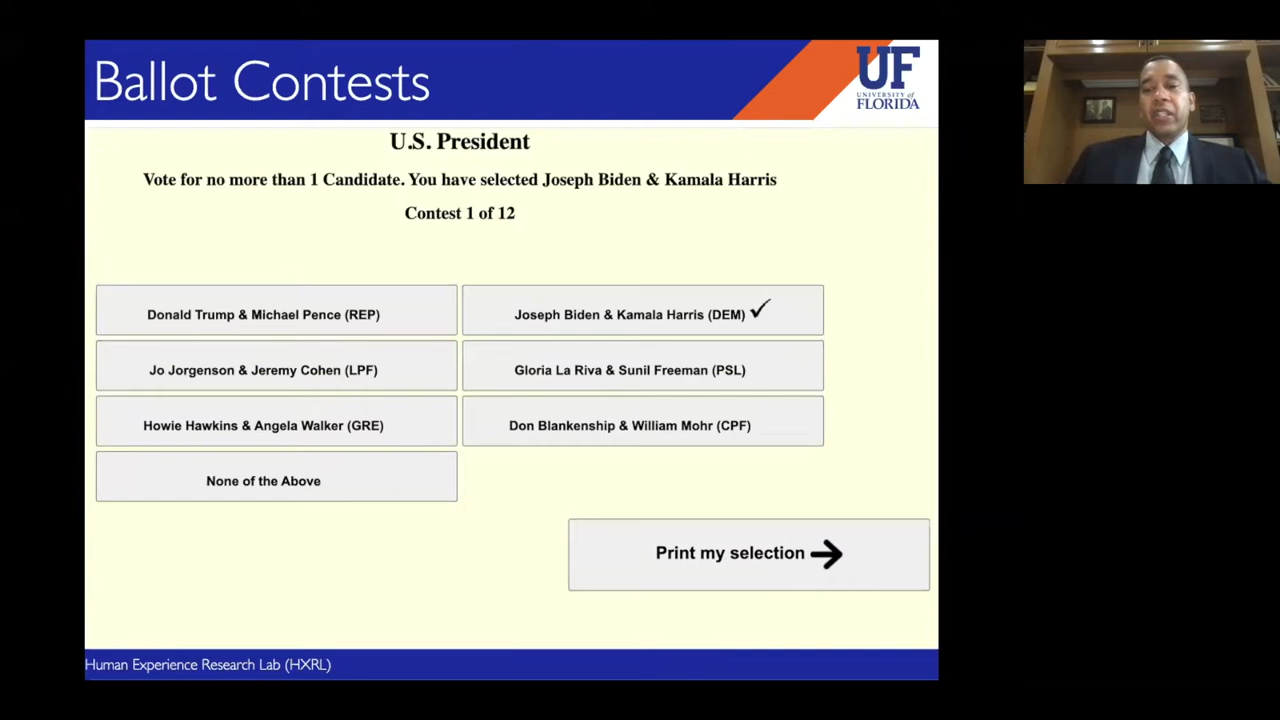 Ballot Contests
UF
UNIVERSITY of
FLORIDA
U.S. President
Vote for no more than 1 Candidate. You have selected Joseph Biden & Kamala Harris
Contest 1 of 12
Donald Trump & Michael Pence (REP)
Joseph Biden & Kamala Harris (DEM)
Jo Jorgenson & Jeremy Cohen (LPF)
Gloria La Riva & Sunil Freeman (PSL)
Howie Hawkins & Angela Walker (GRE)
Don Blankenship & William Mohr (CPF)
None of the Above
Print my selection
Human Experience Research Lab (HXRL)